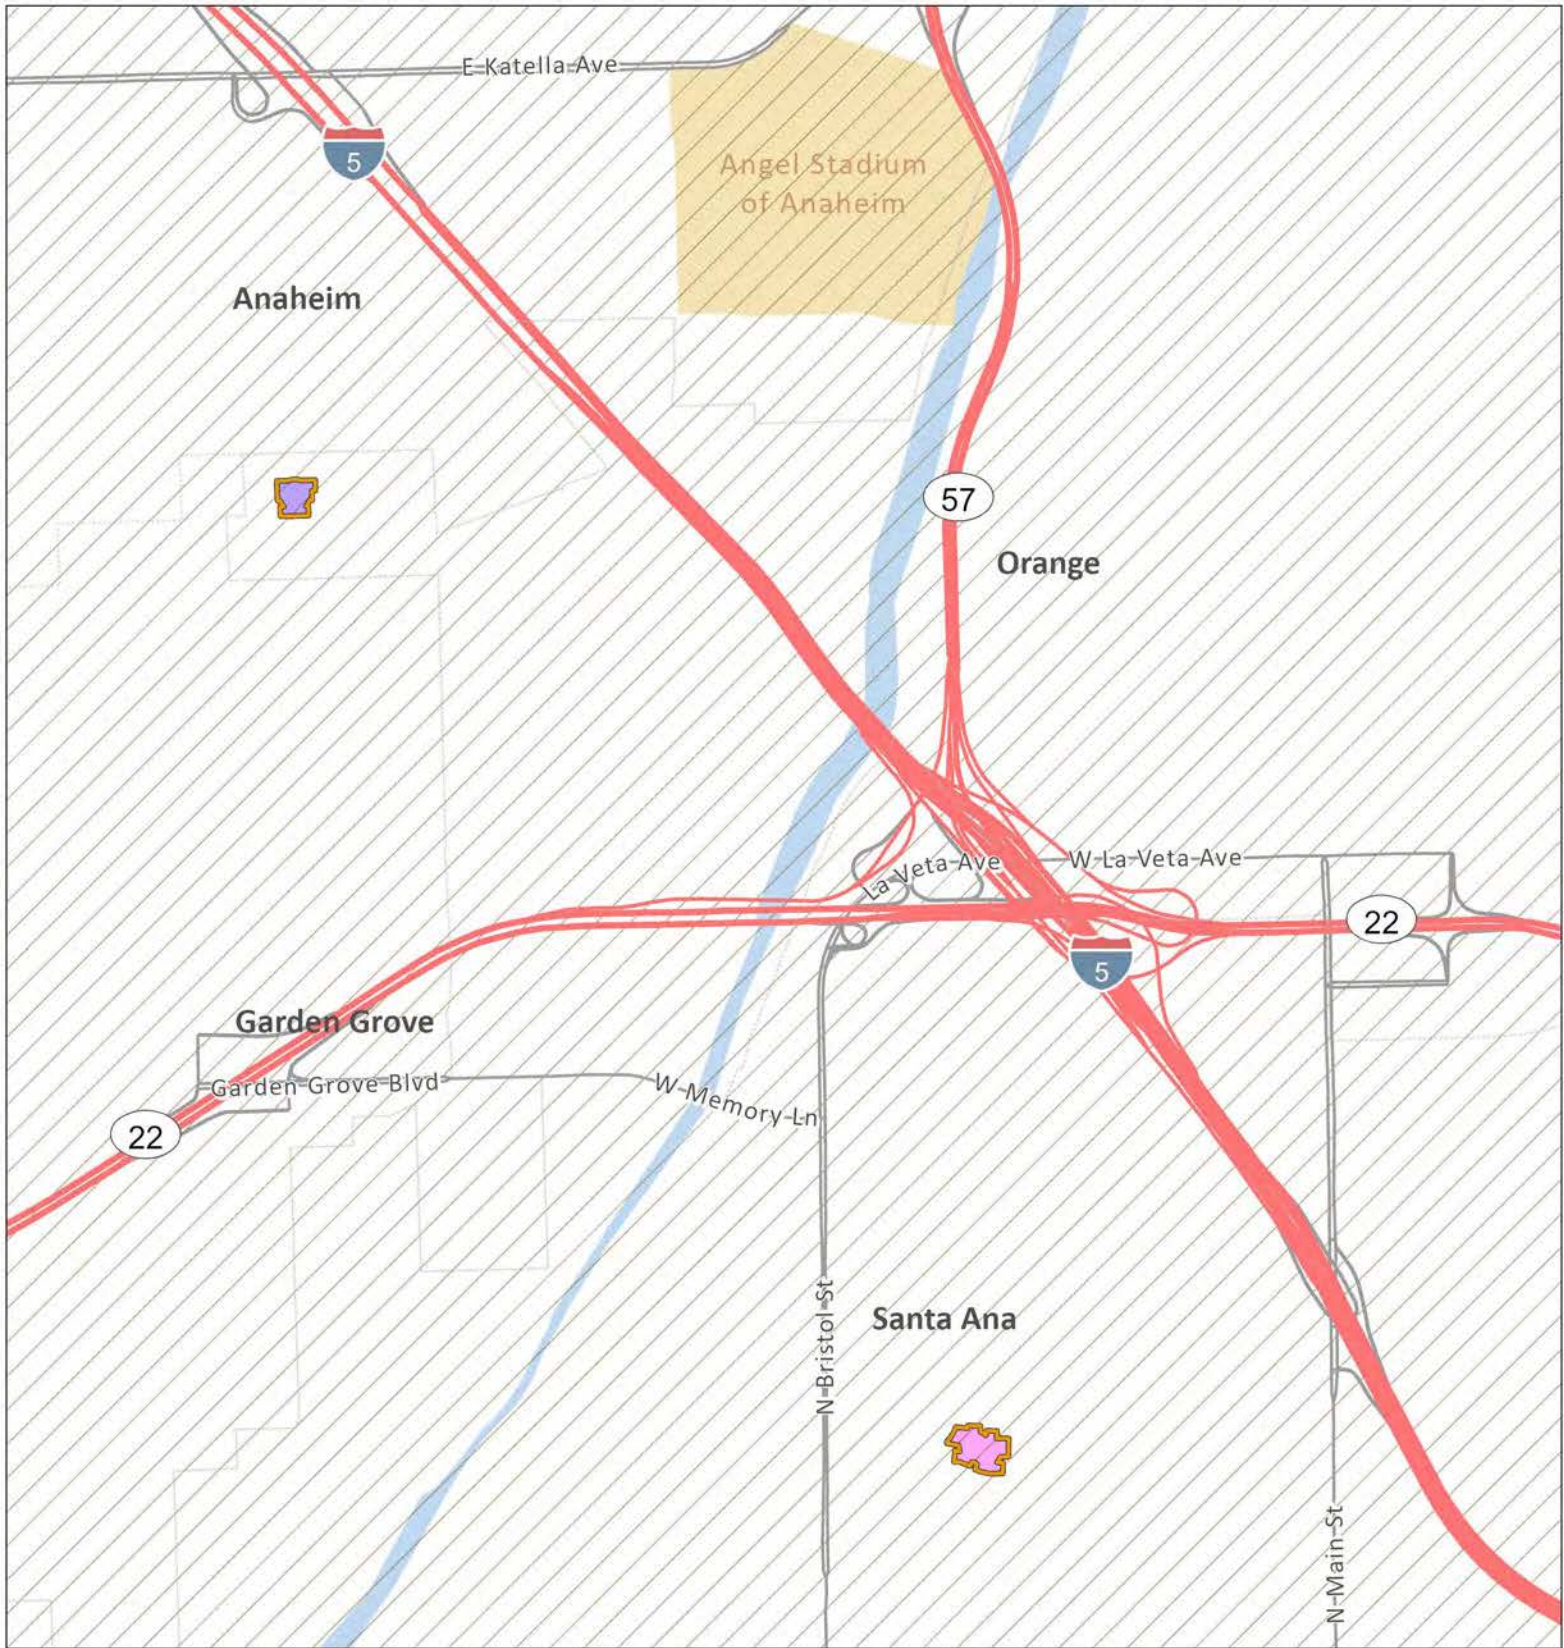 E Katella Ave
5
Angel Stadium
of Anaheim
Anaheim
57
Orange
La Veta Ave
W La Veta Ave
22
5
Garden Grove
Garden Grove Blvd
W Memory Ln
22
N Bristol St
Santa Ana
N Main St